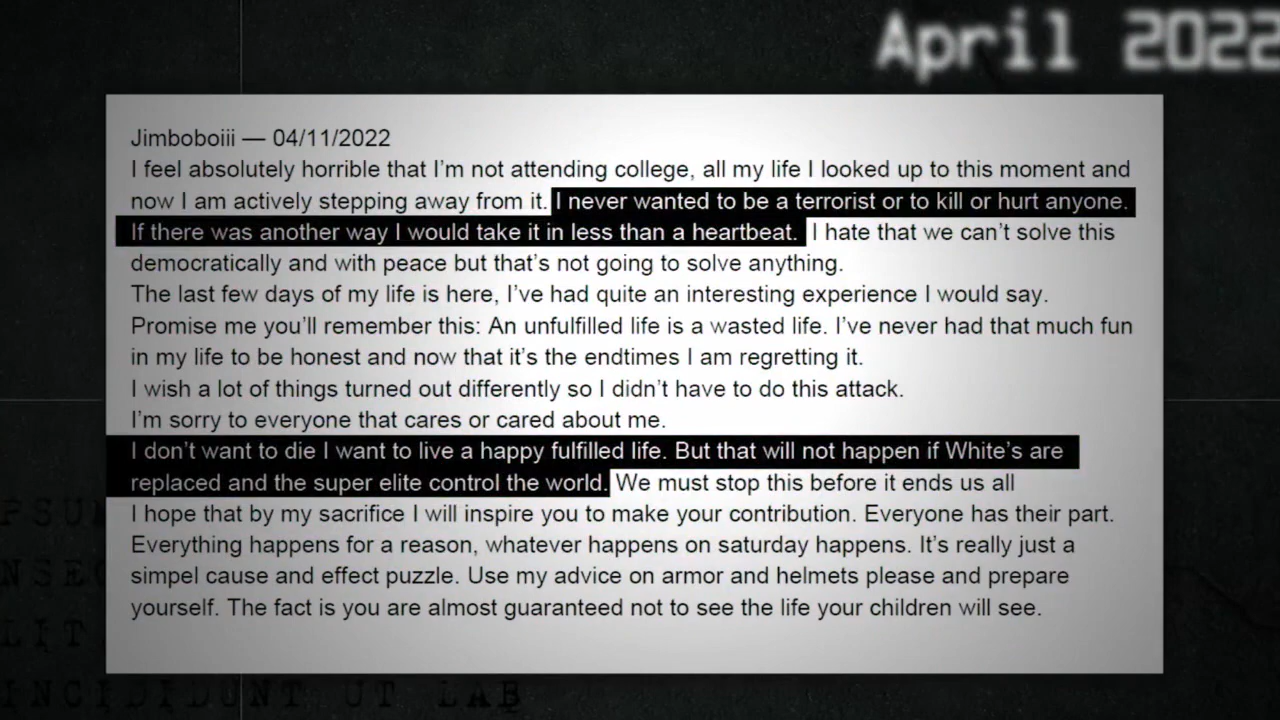 April 2022
Jimboboiii — 04/11/2022
I feel absolutely horrible that I'm not attending college, all my life I looked up to this moment and
now I am actively stepping away from it. I never wanted to be a terrorist or to kill or hurt anyone.
If there was another way I would take it in less than a heartbeat. I hate that we can't solve this
democratically and with peace but that's not going to solve anything.
The last few days of my life is here, I've had quite an interesting experience I would say.
Promise me you'll remember this: An unfulfilled life is a wasted life. I've never had that much fun
in my life to be honest and now that it's the endtimes I am regretting it.
I wish a lot of things turned out differently so I didn't have to do this attack.
I'm sorry to everyone that cares or cared about me.
I don't want to die I want to live a happy fulfilled life. But that will not happen if White's are
replaced and the super elite control the world. We must stop this before it ends us all
I hope that by my sacrifice I will inspire you to make your contribution. Everyone has their part.
Everything happens for a reason, whatever happens on saturday happens. It's really just a
simpel cause and effect puzzle. Use my advice on armor and helmets please and prepare
yourself. The fact is you are almost guaranteed not to see the life your children will see.
INCIDIDUNT UT LAB